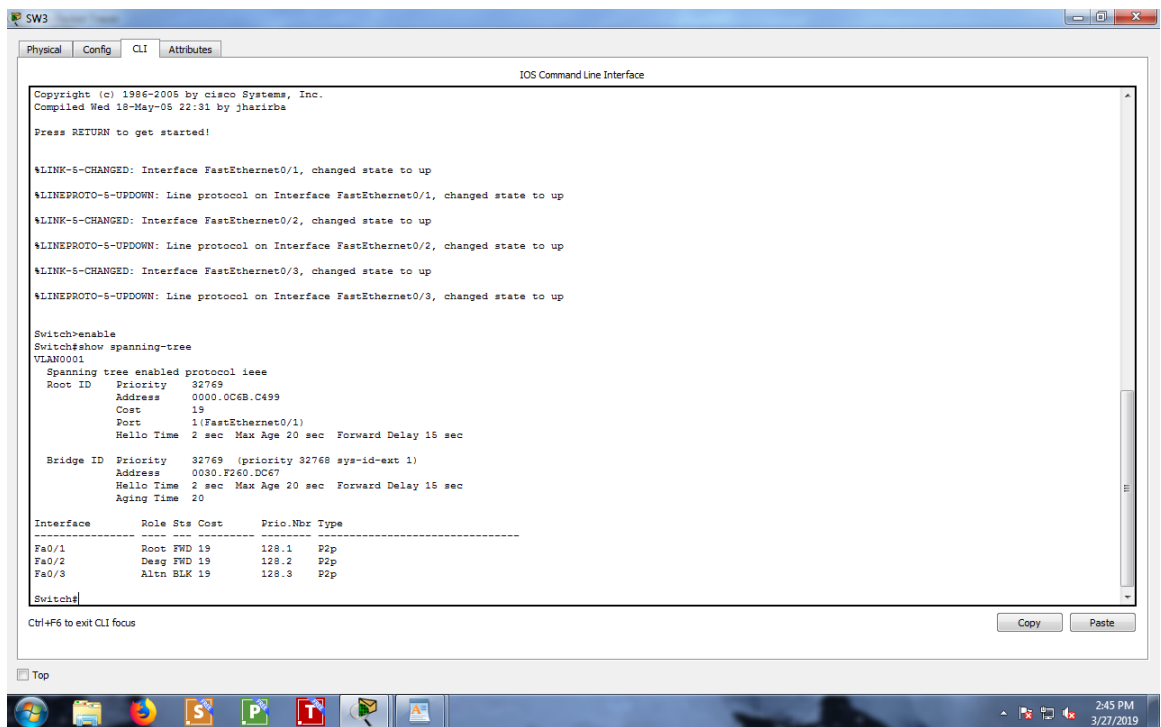 SW3
Physical Config CLI Attributes
IOS Command Line Interface
Copyright (c) 1986-2005 by cisco Systems, Inc.
Compiled Wed 18-May-05 22:31 by jharirba
Press RETURN to get started!
%LINK-5-CHANGED: Interface FastEthernet0/1, changed state to up
%LINEPROTO-5-UPDOWN: Line protocol on Interface FastEthernet0/1, changed state to up
%LINK-5-CHANGED: Interface FastEthernet0/2, changed state to up
%LINEPROTO-5-UPDOWN: Line protocol on Interface FastEthernet0/2, changed state to up
%LINK-5-CHANGED: Interface FastEthernet0/3, changed state to up
%LINEPROTO-5-UPDOWN: Line protocol on Interface FastEthernet0/3, changed state to up
Switch>enable
Switch#show spanning-tree
VLAN0001
  Spanning tree enabled protocol ieee
  Root ID    Priority    32769
             Address     0000.0C6B.C499
             Cost        19
             Port        1(FastEthernet0/1)
             Hello Time  2 sec  Max Age 20 sec  Forward Delay 15 sec
  Bridge ID  Priority    32769  (priority 32768 sys-id-ext 1)
             Address     0030.F260.DC67
             Hello Time  2 sec  Max Age 20 sec  Forward Delay 15 sec
             Aging Time  20
Interface        Role Sts Cost      Prio.Nbr Type
---------------- ---- --- --------- -------- --------------------------------
Fa0/1            Root FWD 19        128.1    P2p
Fa0/2            Desg FWD 19        128.2    P2p
Fa0/3            Altn BLK 19        128.3    P2p
Switch#
Ctrl+F6 to exit CLI focus
Copy Paste
Top
S P T A
2:45 PM
3/27/2019